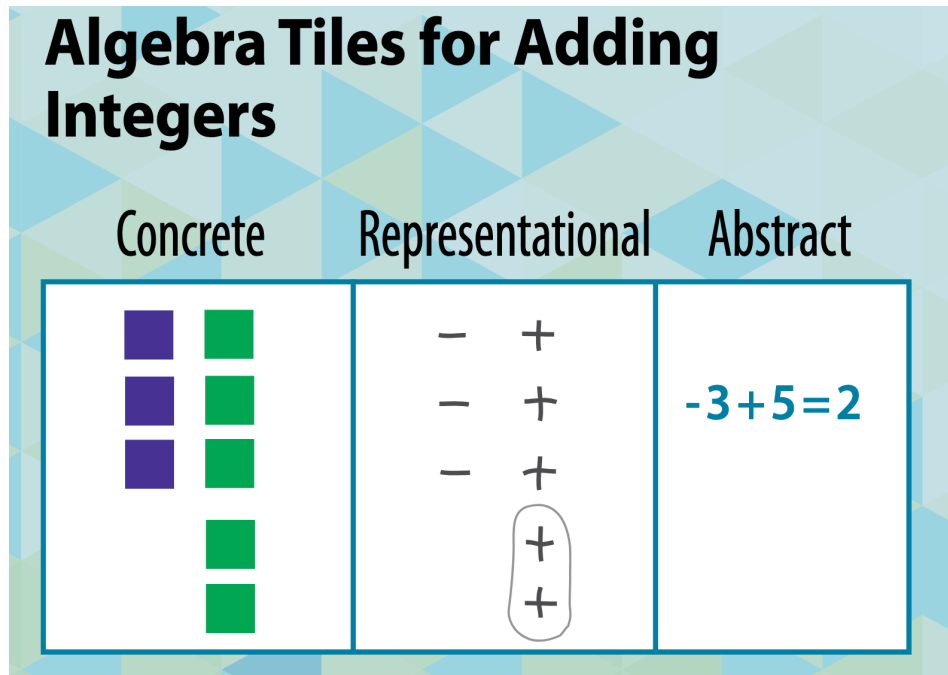 Algebra Tiles for Adding
Integers
Concrete Representational Abstract
- +
- +
- +
+
+
-3+5=2